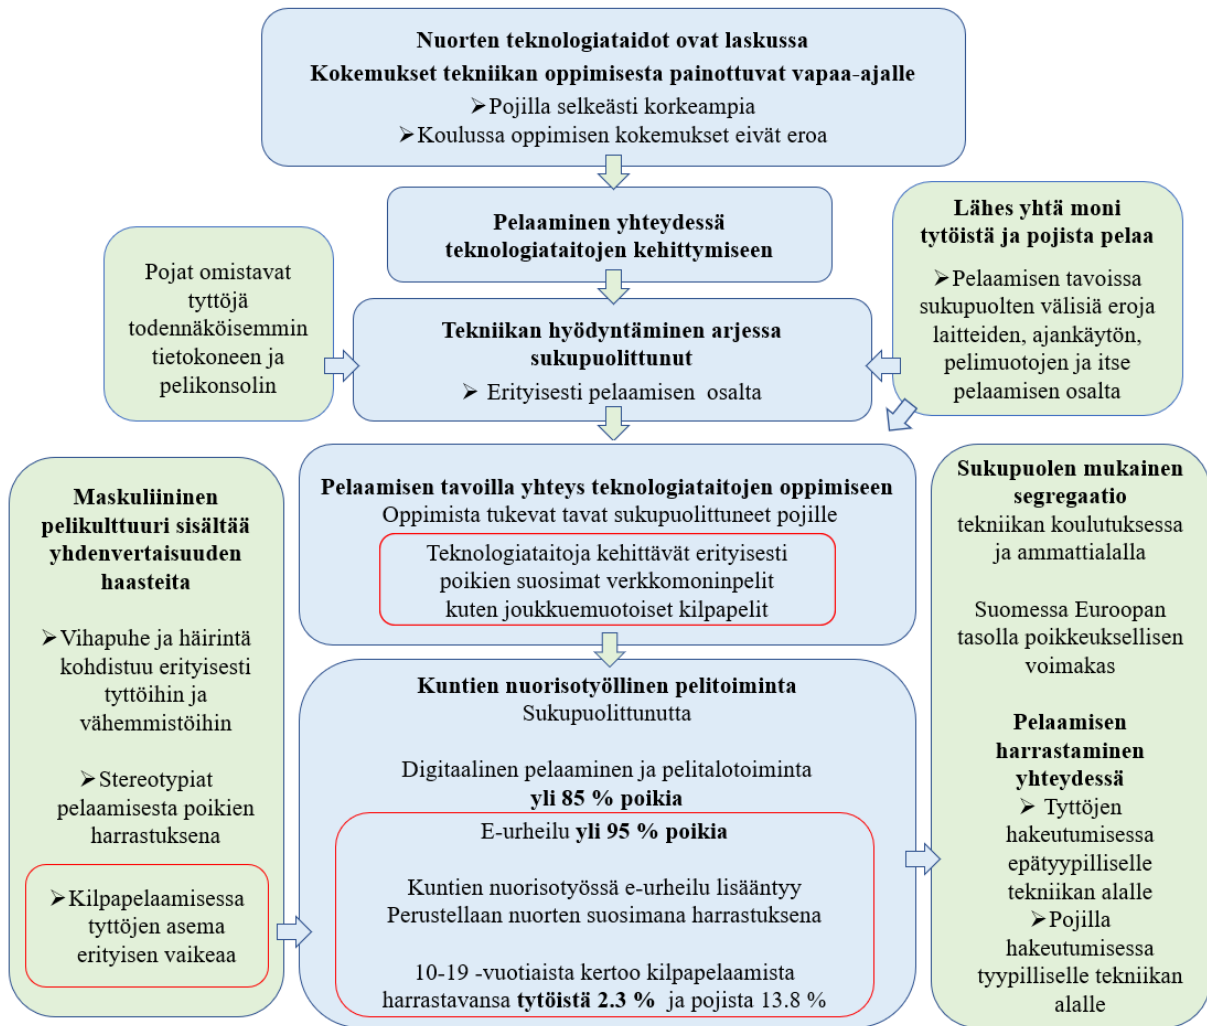 Nuorten teknologiataidot ovat laskussa
Kokemukset tekniikan oppimisesta painottuvat vapaa-ajalle
➢Pojilla selkeästi korkeampia
➢Koulussa oppimisen kokemukset eivät eroa
Pelaaminen yhteydessä
teknologiataitojen kehittymiseen
Lähes yhtä moni
tytöistä ja pojista pelaa
➢Pelaamisen tavoissa
sukupuolten välisiä eroja
laitteiden, ajankäytön,
pelimuotojen ja itse
pelaamisen osalta
Pojat omistavat
tyttöjä
todennäköisemmin
tietokoneen ja
pelikonsolin
Tekniikan hyödyntäminen arjessa
sukupuolittunut
➢ Erityisesti pelaamisen osalta
Pelaamisen tavoilla yhteys teknologiataitojen oppimiseen
Oppimista tukevat tavat sukupuolittuneet pojille
Teknologiataitoja kehittävät erityisesti
poikien suosimat verkkomoninpelit
kuten joukkuemuotoiset kilpapelit
Maskuliininen
pelikulttuuri sisältää
yhdenvertaisuuden
haasteita
➢Vihapuhe ja häirintä
kohdistuu erityisesti
tyttöihin ja
vähemmistöihin
➢Stereotypiat
pelaamisesta poikien
harrastuksena
➢Kilpapelaamisessa
tyttöjen asema
erityisen vaikeaa
Kuntien nuorisotyöllinen pelitoiminta
Sukupuolittunutta
Digitaalinen pelaaminen ja pelitalotoiminta
yli 85 % poikia
E-urheilu yli 95 % poikia
Kuntien nuorisotyössä e-urheilu lisääntyy
Perustellaan nuorten suosimana harrastuksena
10-19 -vuotiaista kertoo kilpapelaamista
harrastavansa tytöistä 2.3 % ja pojista 13.8 %
Sukupuolen mukainen
segregaatio
tekniikan koulutuksessa
ja ammattialalla
Suomessa Euroopan
tasolla poikkeuksellisen
voimakas
Pelaamisen
harrastaminen
yhteydessä
➢ Tyttöjen
hakeutumisessa
epätyypilliselle
tekniikan alalle
➢Pojilla
hakeutumisessa
tyypilliselle tekniikan
alalle